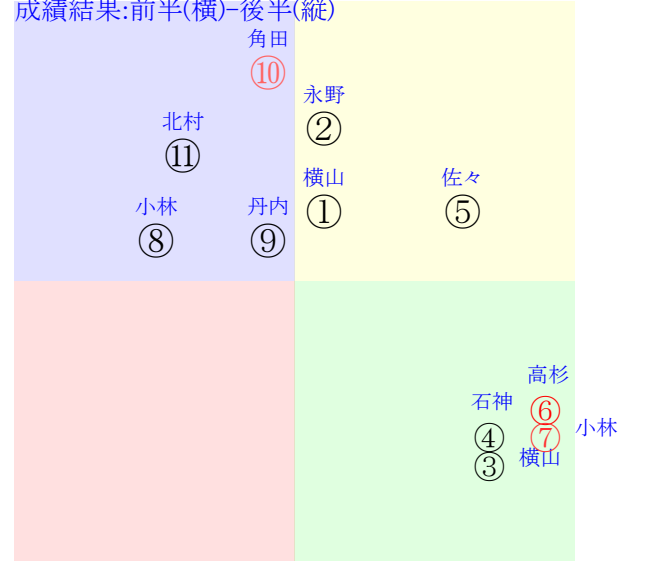 成績結果:前半(横)-後半(縦)
角田
⑩
永野
②
北村
⑪
横山
①
佐々
⑤
小林
⑧
丹内
⑨
高杉
⑥
石神
④
小林
⑦
横山
③